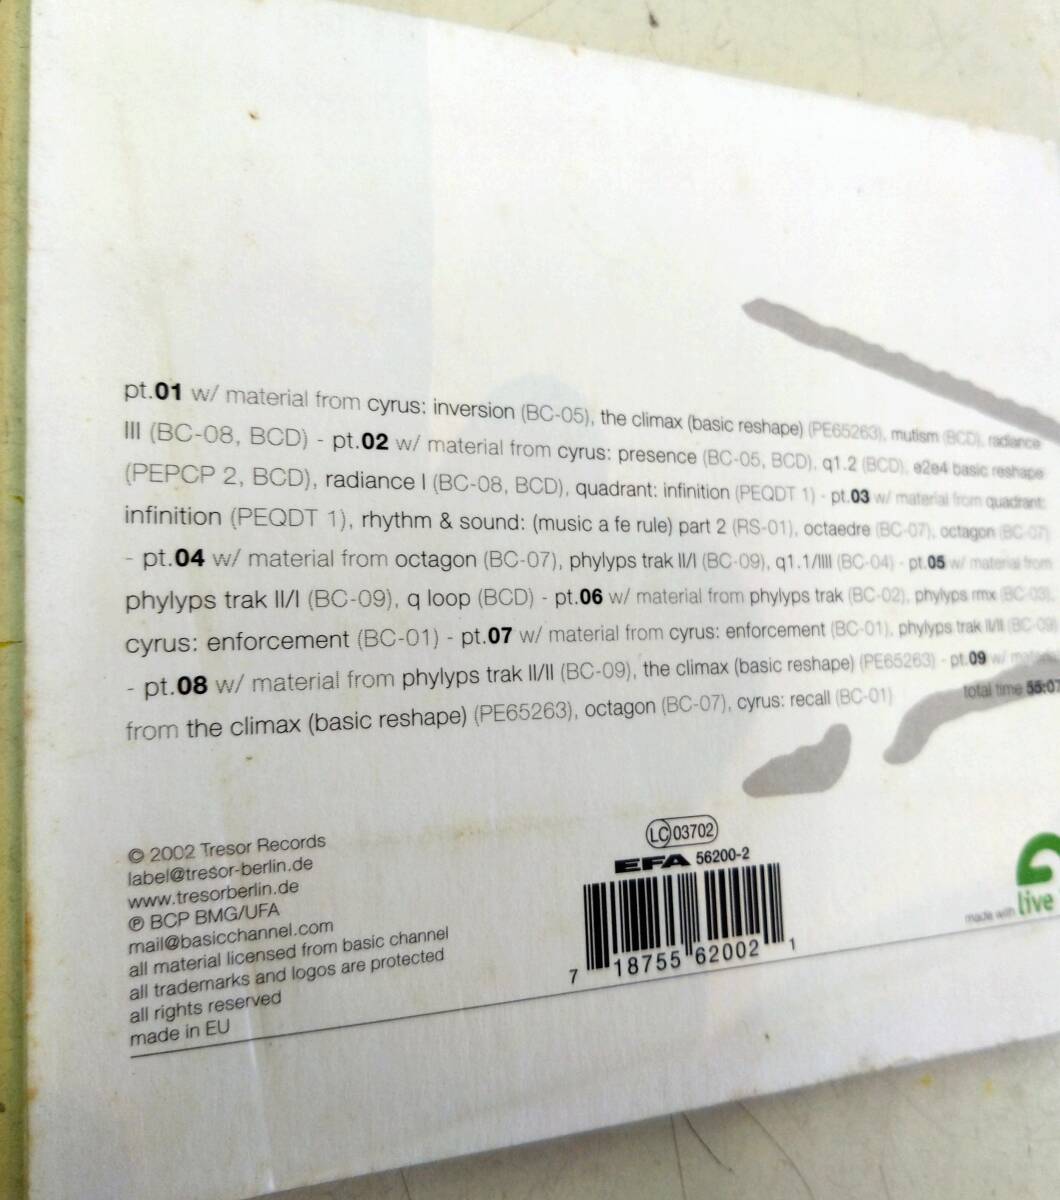 pt.01 w/ material from cyrus: inversion (BC-05), the climax (basic reshape) (PE65263), mutism (BCD), radiance
III (BC-08, BCD) - pt.02 w/ material from cyrus: presence (BC-05, BCD), q1.2 (BCD), e2e4 basic reshape
(PEPCP 2, BCD), radiance I (BC-08, BCD), quadrant: infinition (PEQDT 1) - pt.03 w/ material from quadrant:
infinition (PEQDT 1), rhythm & sound: (music a fe rule) part 2 (RS-01), octaedre (BC-07), octagon (BC-07)
- pt.04 w/ material from octagon (BC-07), phylyps trak II/I (BC-09), q1.1/IIII (BC-04) - pt.05 w/ material from
phylyps trak II/I (BC-09), q loop (BCD) - pt.06 w/ material from phylyps trak (BC-02), phylyps rmx (BC-03),
cyrus: enforcement (BC-01) - pt.07 w/ material from cyrus: enforcement (BC-01), phylyps trak II/II (BC-09)
- pt.08 w/ material from phylyps trak II/II (BC-09), the climax (basic reshape) (PE65263) - pt.09 w/ material
from the climax (basic reshape) (PE65263), octagon (BC-07), cyrus: recall (BC-01)
total time 55:07
© 2002 Tresor Records
label@tresor-berlin.de
www.tresorberlin.de
℗ BCP BMG/UFA
mail@basicchannel.com
all material licensed from basic channel
all trademarks and logos are protected
all rights reserved
made in EU
LC 03702
EFA 56200-2
7 18755 62002 1
made with live